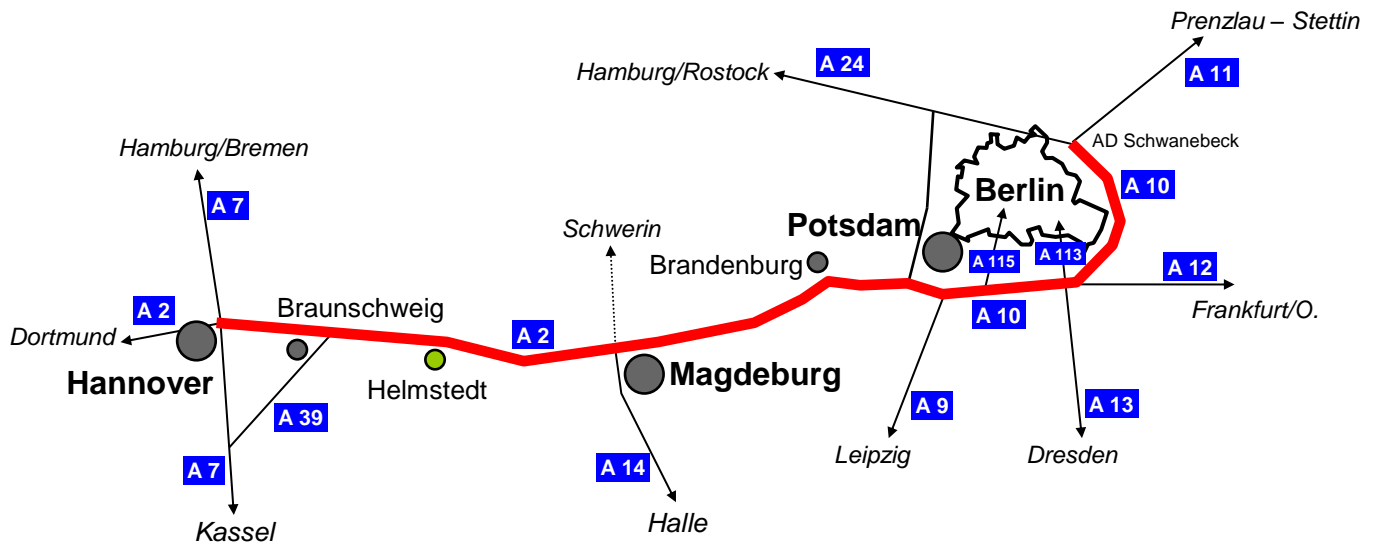 Prenzlau – Stettin
A 24
Hamburg/Rostock
A 11
AD Schwanebeck
Hamburg/Bremen
A 10
Berlin
A 7
Potsdam
Schwerin
A 115
A 113
Brandenburg
A 12
A 2
Braunschweig
A 10
Frankfurt/O.
Dortmund
A 2
Hannover
Helmstedt
Magdeburg
A 39
A 9
A 13
Leipzig
Dresden
A 7
A 14
Kassel
Halle